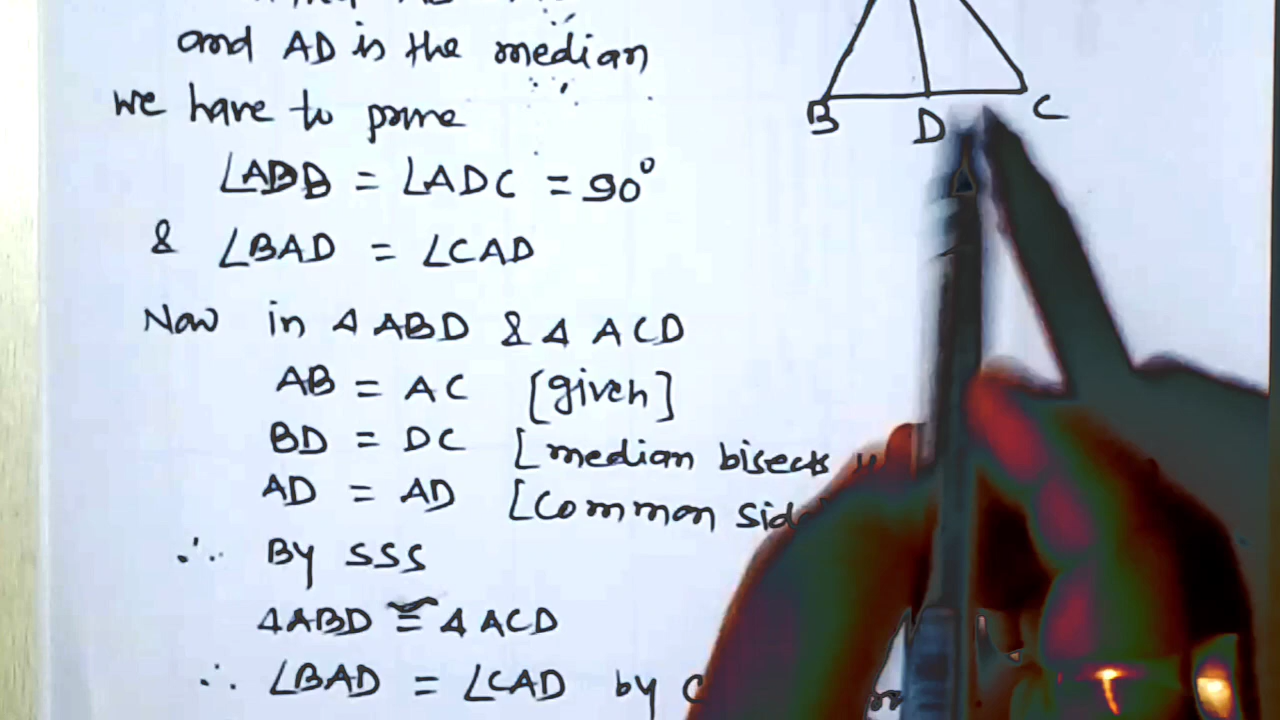 and AD is the median
B D C
we have to prove
∠ADB = ∠ADC = 90°
& ∠BAD = ∠CAD
Now in △ ABD & △ ACD
AB = AC [given]
BD = DC [median bisects
AD = AD [common side
∴ By SSS
△ABD ≅ △ACD
∴ ∠BAD = ∠CAD by